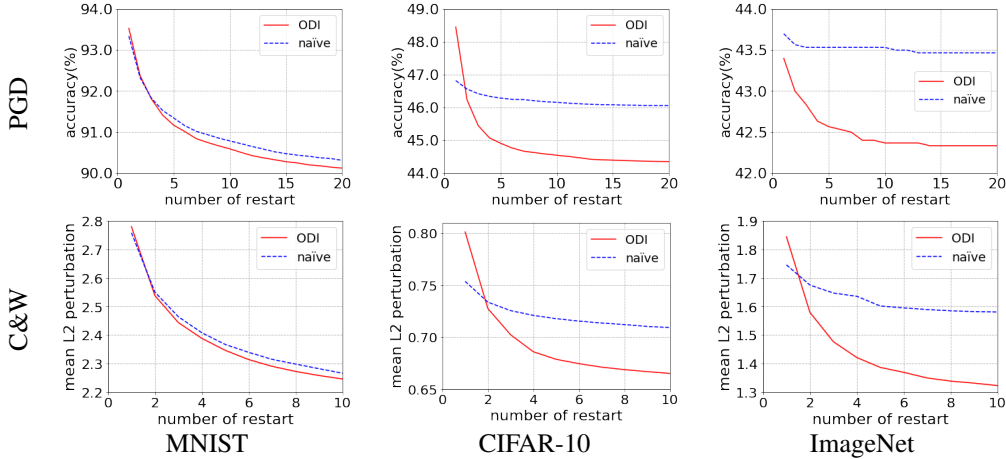 PGD
accuracy(%)
94.0
93.0
92.0
91.0
90.0
0 5 10 15 20
number of restart
ODI
naïve
accuracy(%)
49.0
48.0
47.0
46.0
45.0
44.0
0 5 10 15 20
number of restart
ODI
naïve
accuracy(%)
44.0
43.5
43.0
42.5
42.0
0 5 10 15 20
number of restart
ODI
naïve
C&W
mean L2 perturbation
2.8
2.7
2.6
2.5
2.4
2.3
2.2
0 2 4 6 8 10
number of restart
ODI
naïve
MNIST
mean L2 perturbation
0.80
0.75
0.70
0.65
0 2 4 6 8 10
number of restart
ODI
naïve
CIFAR-10
mean L2 perturbation
1.9
1.8
1.7
1.6
1.5
1.4
1.3
0 2 4 6 8 10
number of restart
ODI
naïve
ImageNet